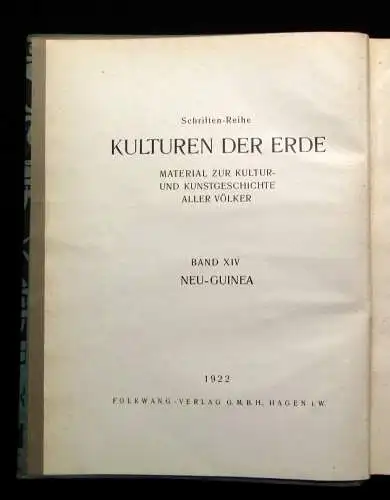 Schriften-Reihe
KULTUREN DER ERDE
MATERIAL ZUR KULTUR-
UND KUNSTGESCHICHTE
ALLER VÖLKER
BAND XIV
NEU-GUINEA
1922
FOLKWANG-VERLAG G.M.B.H. HAGEN i.W.